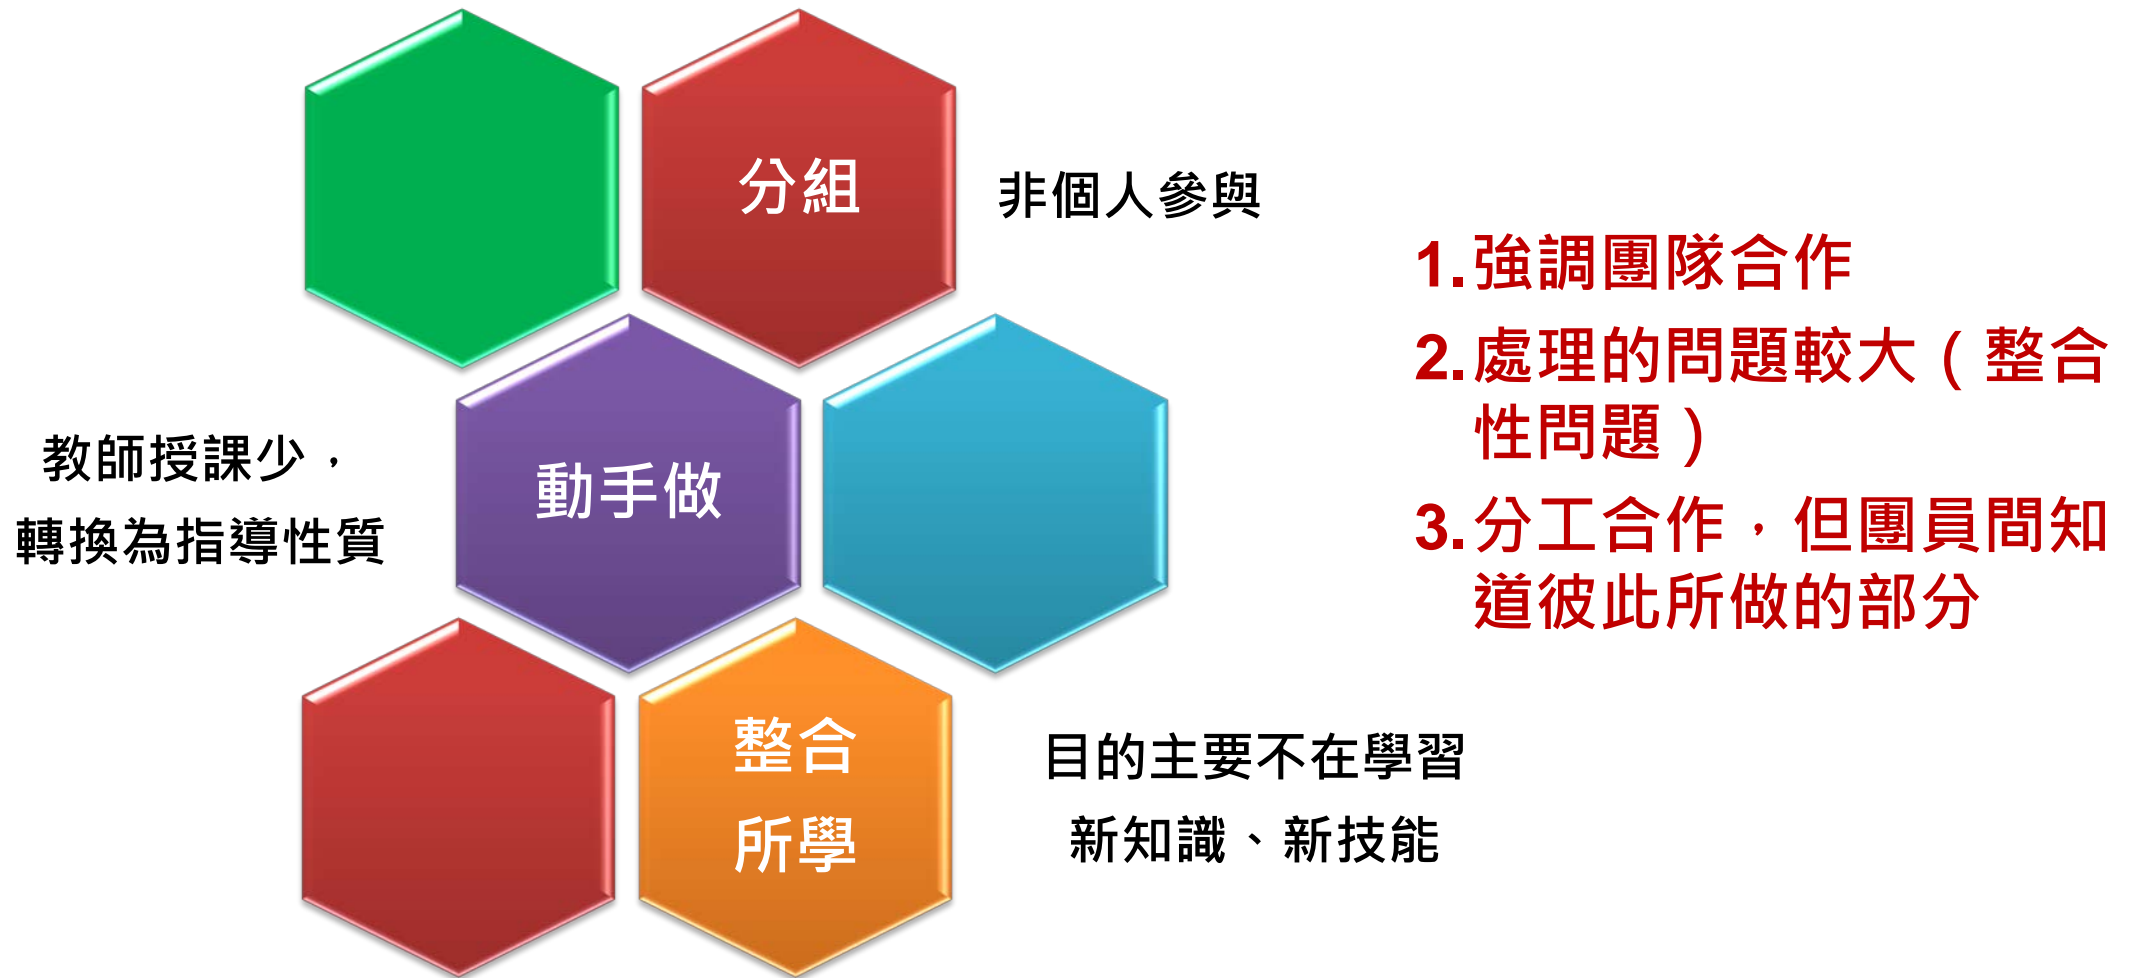 分組
非個人參與
教師授課少，
轉換為指導性質
動手做
整合
所學
目的主要不在學習
新知識、新技能
1.強調團隊合作
2.處理的問題較大（整合
性問題）
3.分工合作，但團員間知
道彼此所做的部分